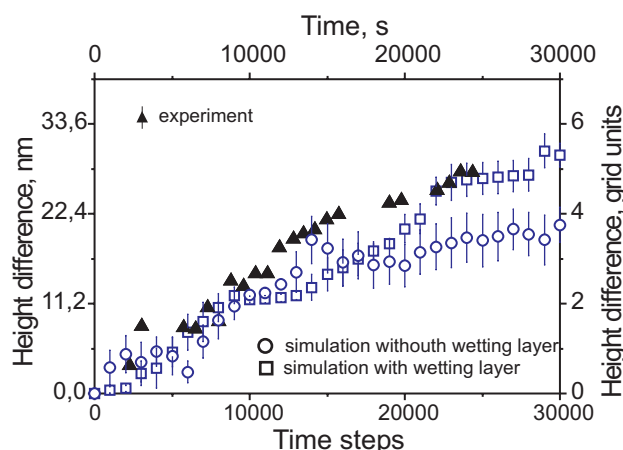 Time, s
0 10000 20000 30000
33,6
22,4
11,2
0,0
Height difference, nm
experiment
simulation withouth wetting layer
simulation with wetting layer
6
4
2
0
Height difference, grid units
0 10000 20000 30000
Time steps